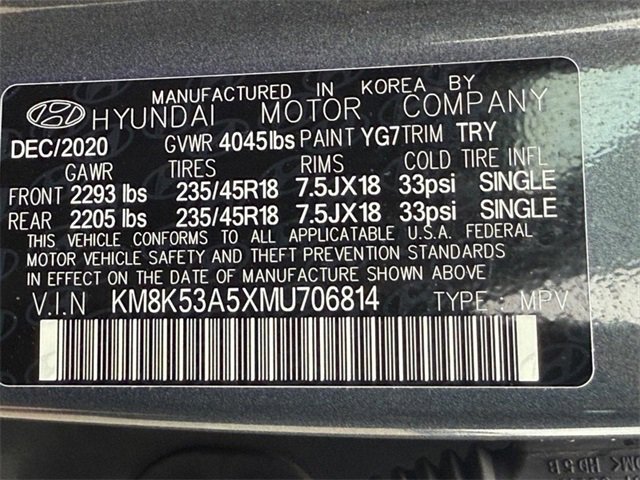 MANUFACTURED IN KOREA BY
HYUNDAI MOTOR COMPANY
DEC/2020 GVWR 4045lbs PAINT YG7 TRIM TRY
GAWR TIRES RIMS COLD TIRE INFL
FRONT 2293 lbs 235/45R18 7.5JX18 33psi SINGLE
REAR 2205 lbs 235/45R18 7.5JX18 33psi SINGLE
THIS VEHICLE CONFORMS TO ALL APPLICATABLE U.S.A. FEDERAL
MOTOR VEHICLE SAFETY AND THEFT PREVENTION STANDARDS
IN EFFECT ON THE DATE OF MANUFACTURE SHOWN ABOVE.
V.I.N KM8K53A5XMU706814 TYPE : MPV